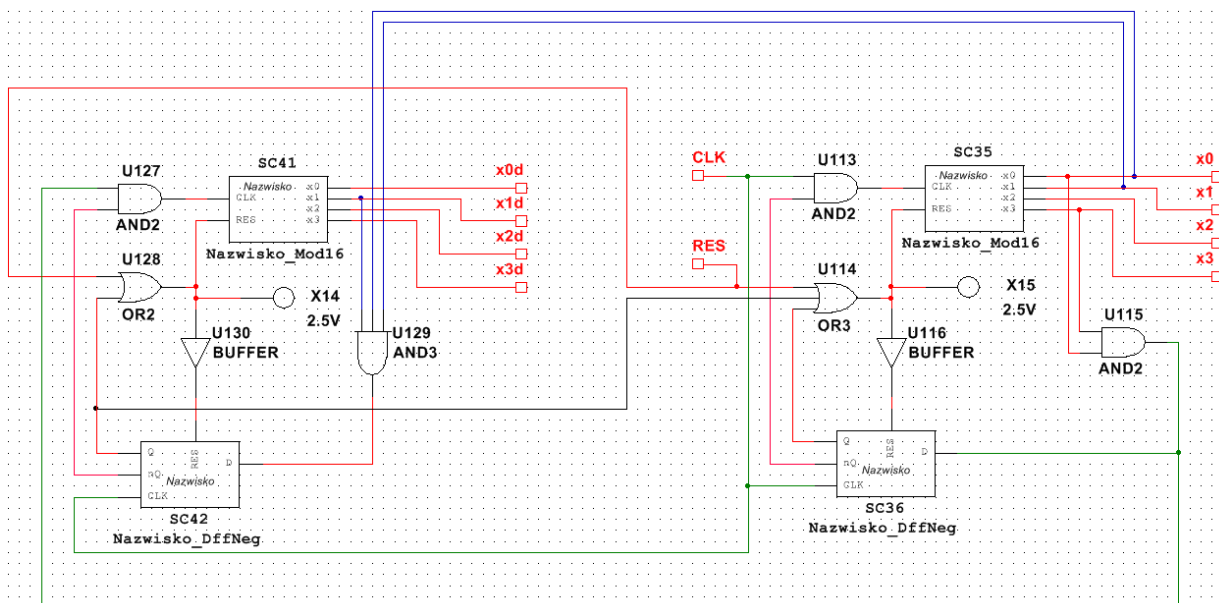 U127
AND2
SC41
Nazwisko
CLK
RES
x0
x1
x2
x3
Nazwisko_Mod16
x0d
x1d
x2d
x3d
U128
OR2
X14
2.5V
U130
BUFFER
U129
AND3
Q
nQ
CLK
RES
D
Nazwisko
SC42
Nazwisko_DffNeg
CLK
RES
U113
AND2
SC35
Nazwisko
CLK
RES
x0
x1
x2
x3
Nazwisko_Mod16
x0
x1
x2
x3
U114
OR3
X15
2.5V
U116
BUFFER
U115
AND2
Q
nQ
CLK
RES
D
Nazwisko
SC36
Nazwisko_DffNeg